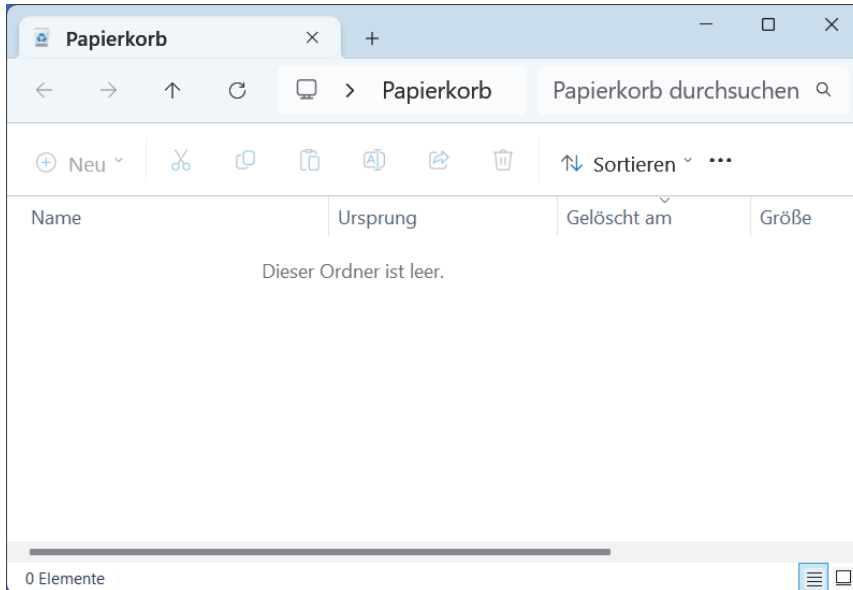 Papierkorb
Papierkorb Papierkorb durchsuchen
Neu Sortieren
Name Ursprung Gelöscht am Größe
Dieser Ordner ist leer.
0 Elemente